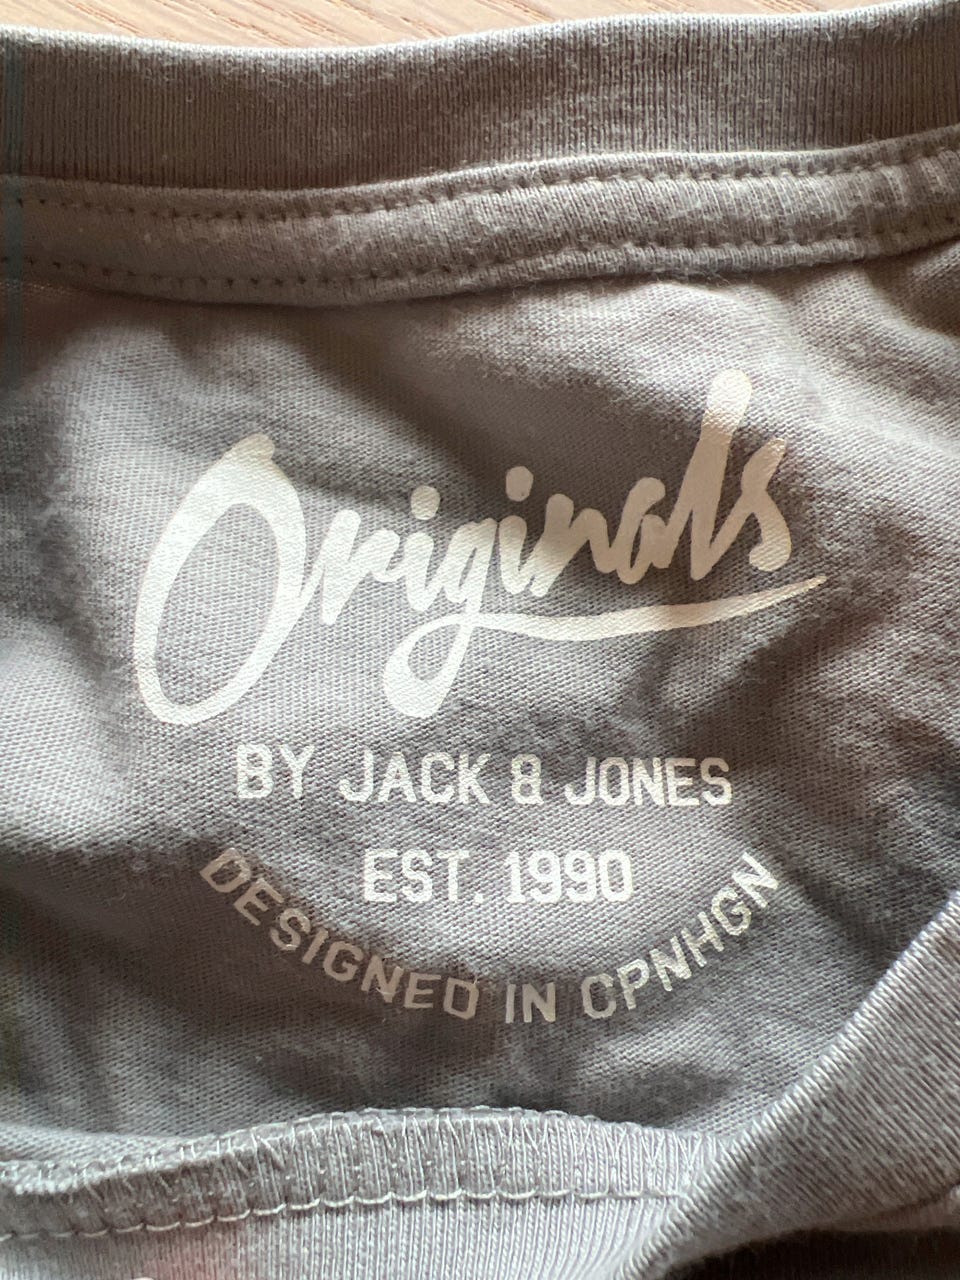 Originals
BY JACK & JONES
EST. 1990
DESIGNED IN CPNHGN